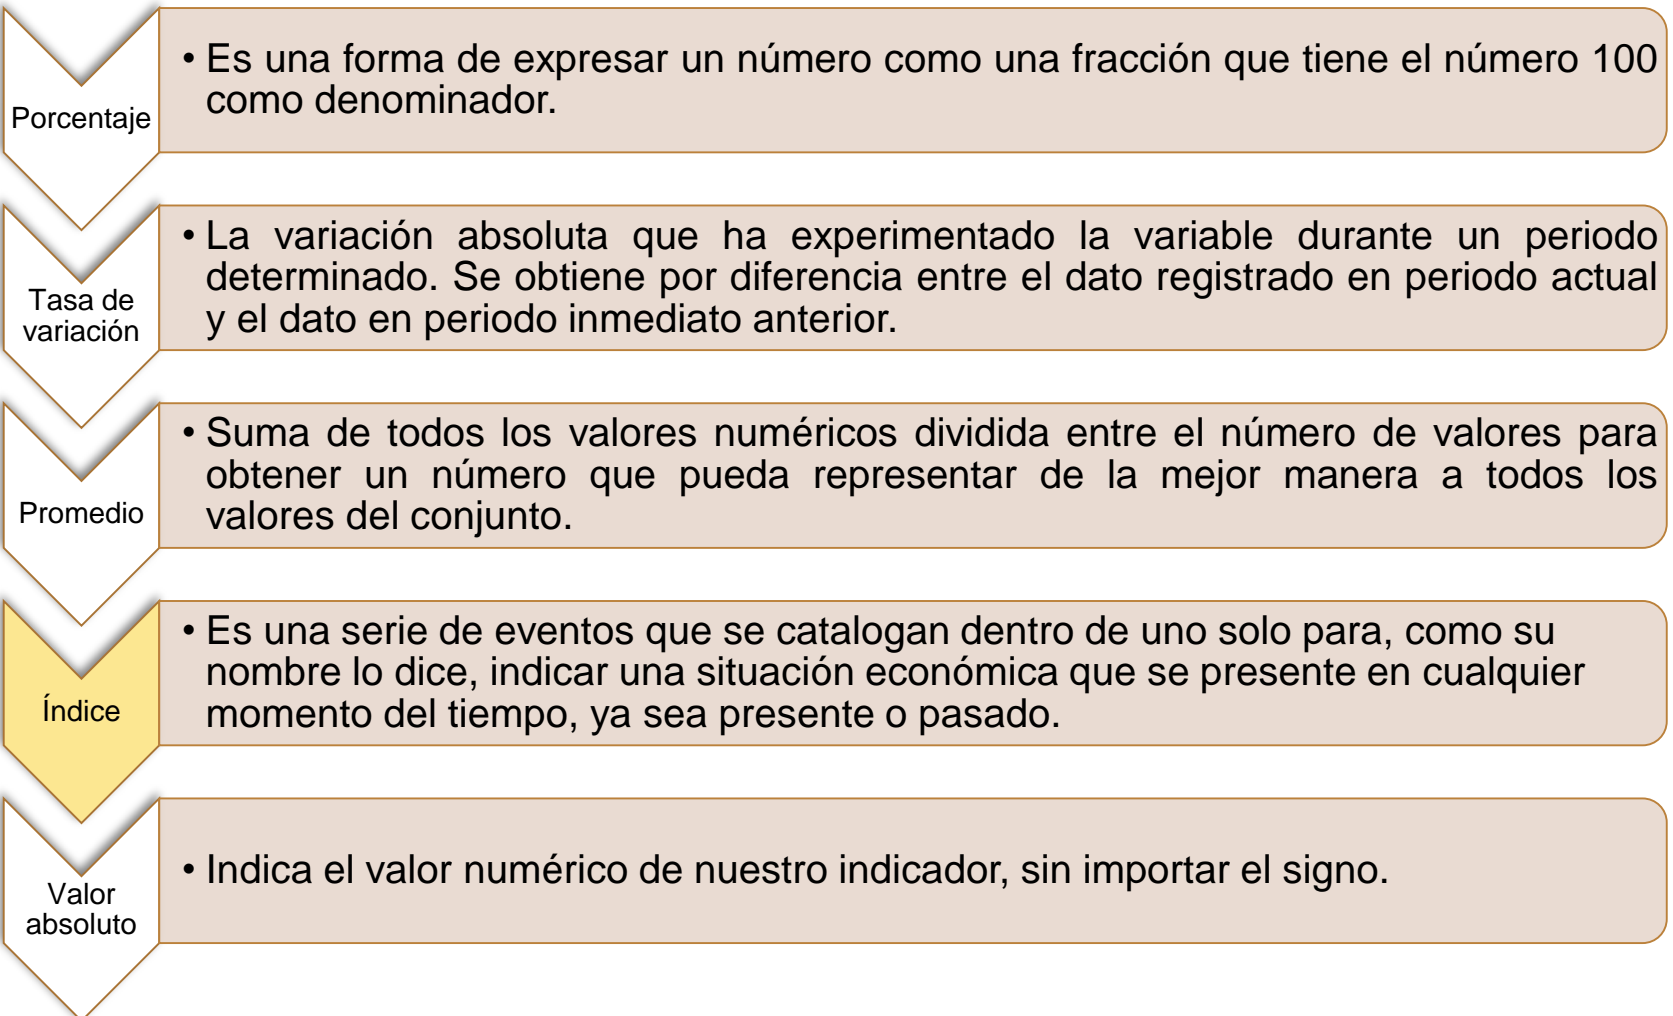 Porcentaje
• Es una forma de expresar un número como una fracción que tiene el número 100
como denominador.
Tasa de
variación
• La variación absoluta que ha experimentado la variable durante un periodo
determinado. Se obtiene por diferencia entre el dato registrado en periodo actual
y el dato en periodo inmediato anterior.
Promedio
• Suma de todos los valores numéricos dividida entre el número de valores para
obtener un número que pueda representar de la mejor manera a todos los
valores del conjunto.
Índice
• Es una serie de eventos que se catalogan dentro de uno solo para, como su
nombre lo dice, indicar una situación económica que se presente en cualquier
momento del tiempo, ya sea presente o pasado.
Valor
absoluto
• Indica el valor numérico de nuestro indicador, sin importar el signo.